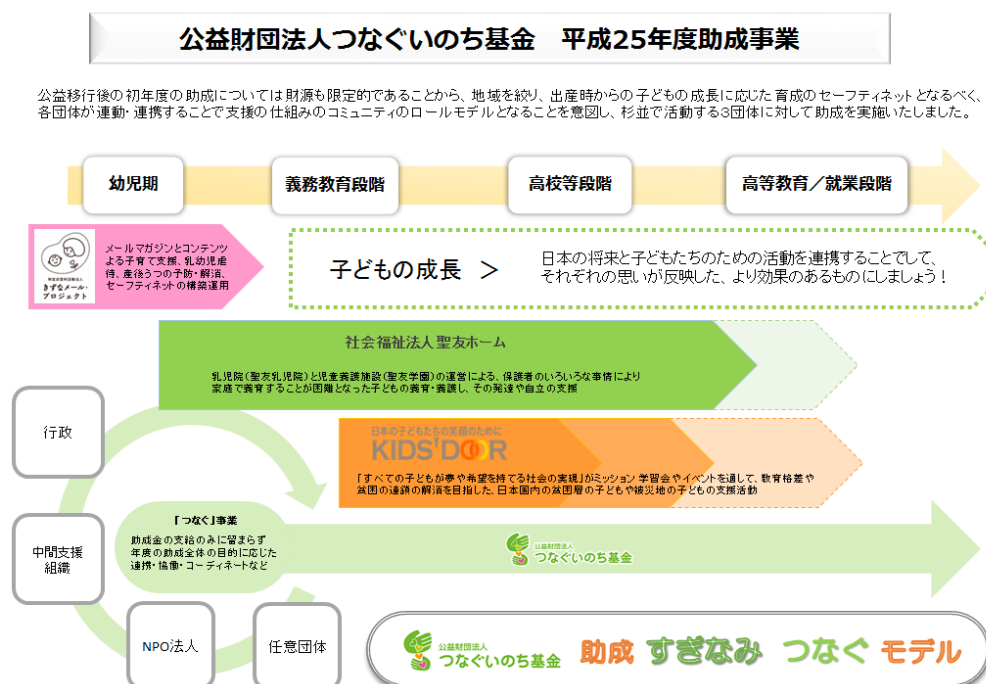 公益財団法人つなぐいのち基金　平成25年度助成事業
公益移行後の初年度の助成については財源も限定的であることから、地域を絞り、出産時からの子どもの成長に応じた育成のセーフティネットとなるべく、
各団体が連動・連携することで支援の仕組みのコミュニティのロールモデルとなることを意図し、杉並で活動する3団体に対して助成を実施いたしました。
幼児期
義務教育段階
高校等段階
高等教育／就業段階
きずなメール・
プロジェクト
メールマガジンとコンテンツ
よる子育て支援、乳幼児虐
待、産後うつの予防・解消、
セーフティネットの構築運用
子どもの成長　＞
日本の将来と子どもたちのための活動を連携することでして、
それぞれの思いが反映した、より効果のあるものにしましょう！
社会福祉法人聖友ホーム
乳児院（聖友乳児院）と児童養護施設（聖友学園）の運営による、保護者のいろいろな事情により
家庭で養育することが困難となった子どもの養育・養護し、その発達や自立の支援
日本の子どもたちの笑顔のために
KIDS'DOOR
「すべての子どもが夢や希望を持てる社会の実現」がミッション 学習会やイベントを通して、教育格差や
貧困の連鎖の解消を目指した、日本国内の貧困層の子どもや被災地の子どもの支援活動
行政
中間支援
組織
NPO法人
任意団体
「つなぐ」事業
助成金の支給のみに留まらず
年度の助成全体の目的に応じた
連携・協働・コーディネートなど
公益財団法人
つなぐいのち基金
公益財団法人
つなぐいのち基金
助成 すぎなみ つなぐ モデル